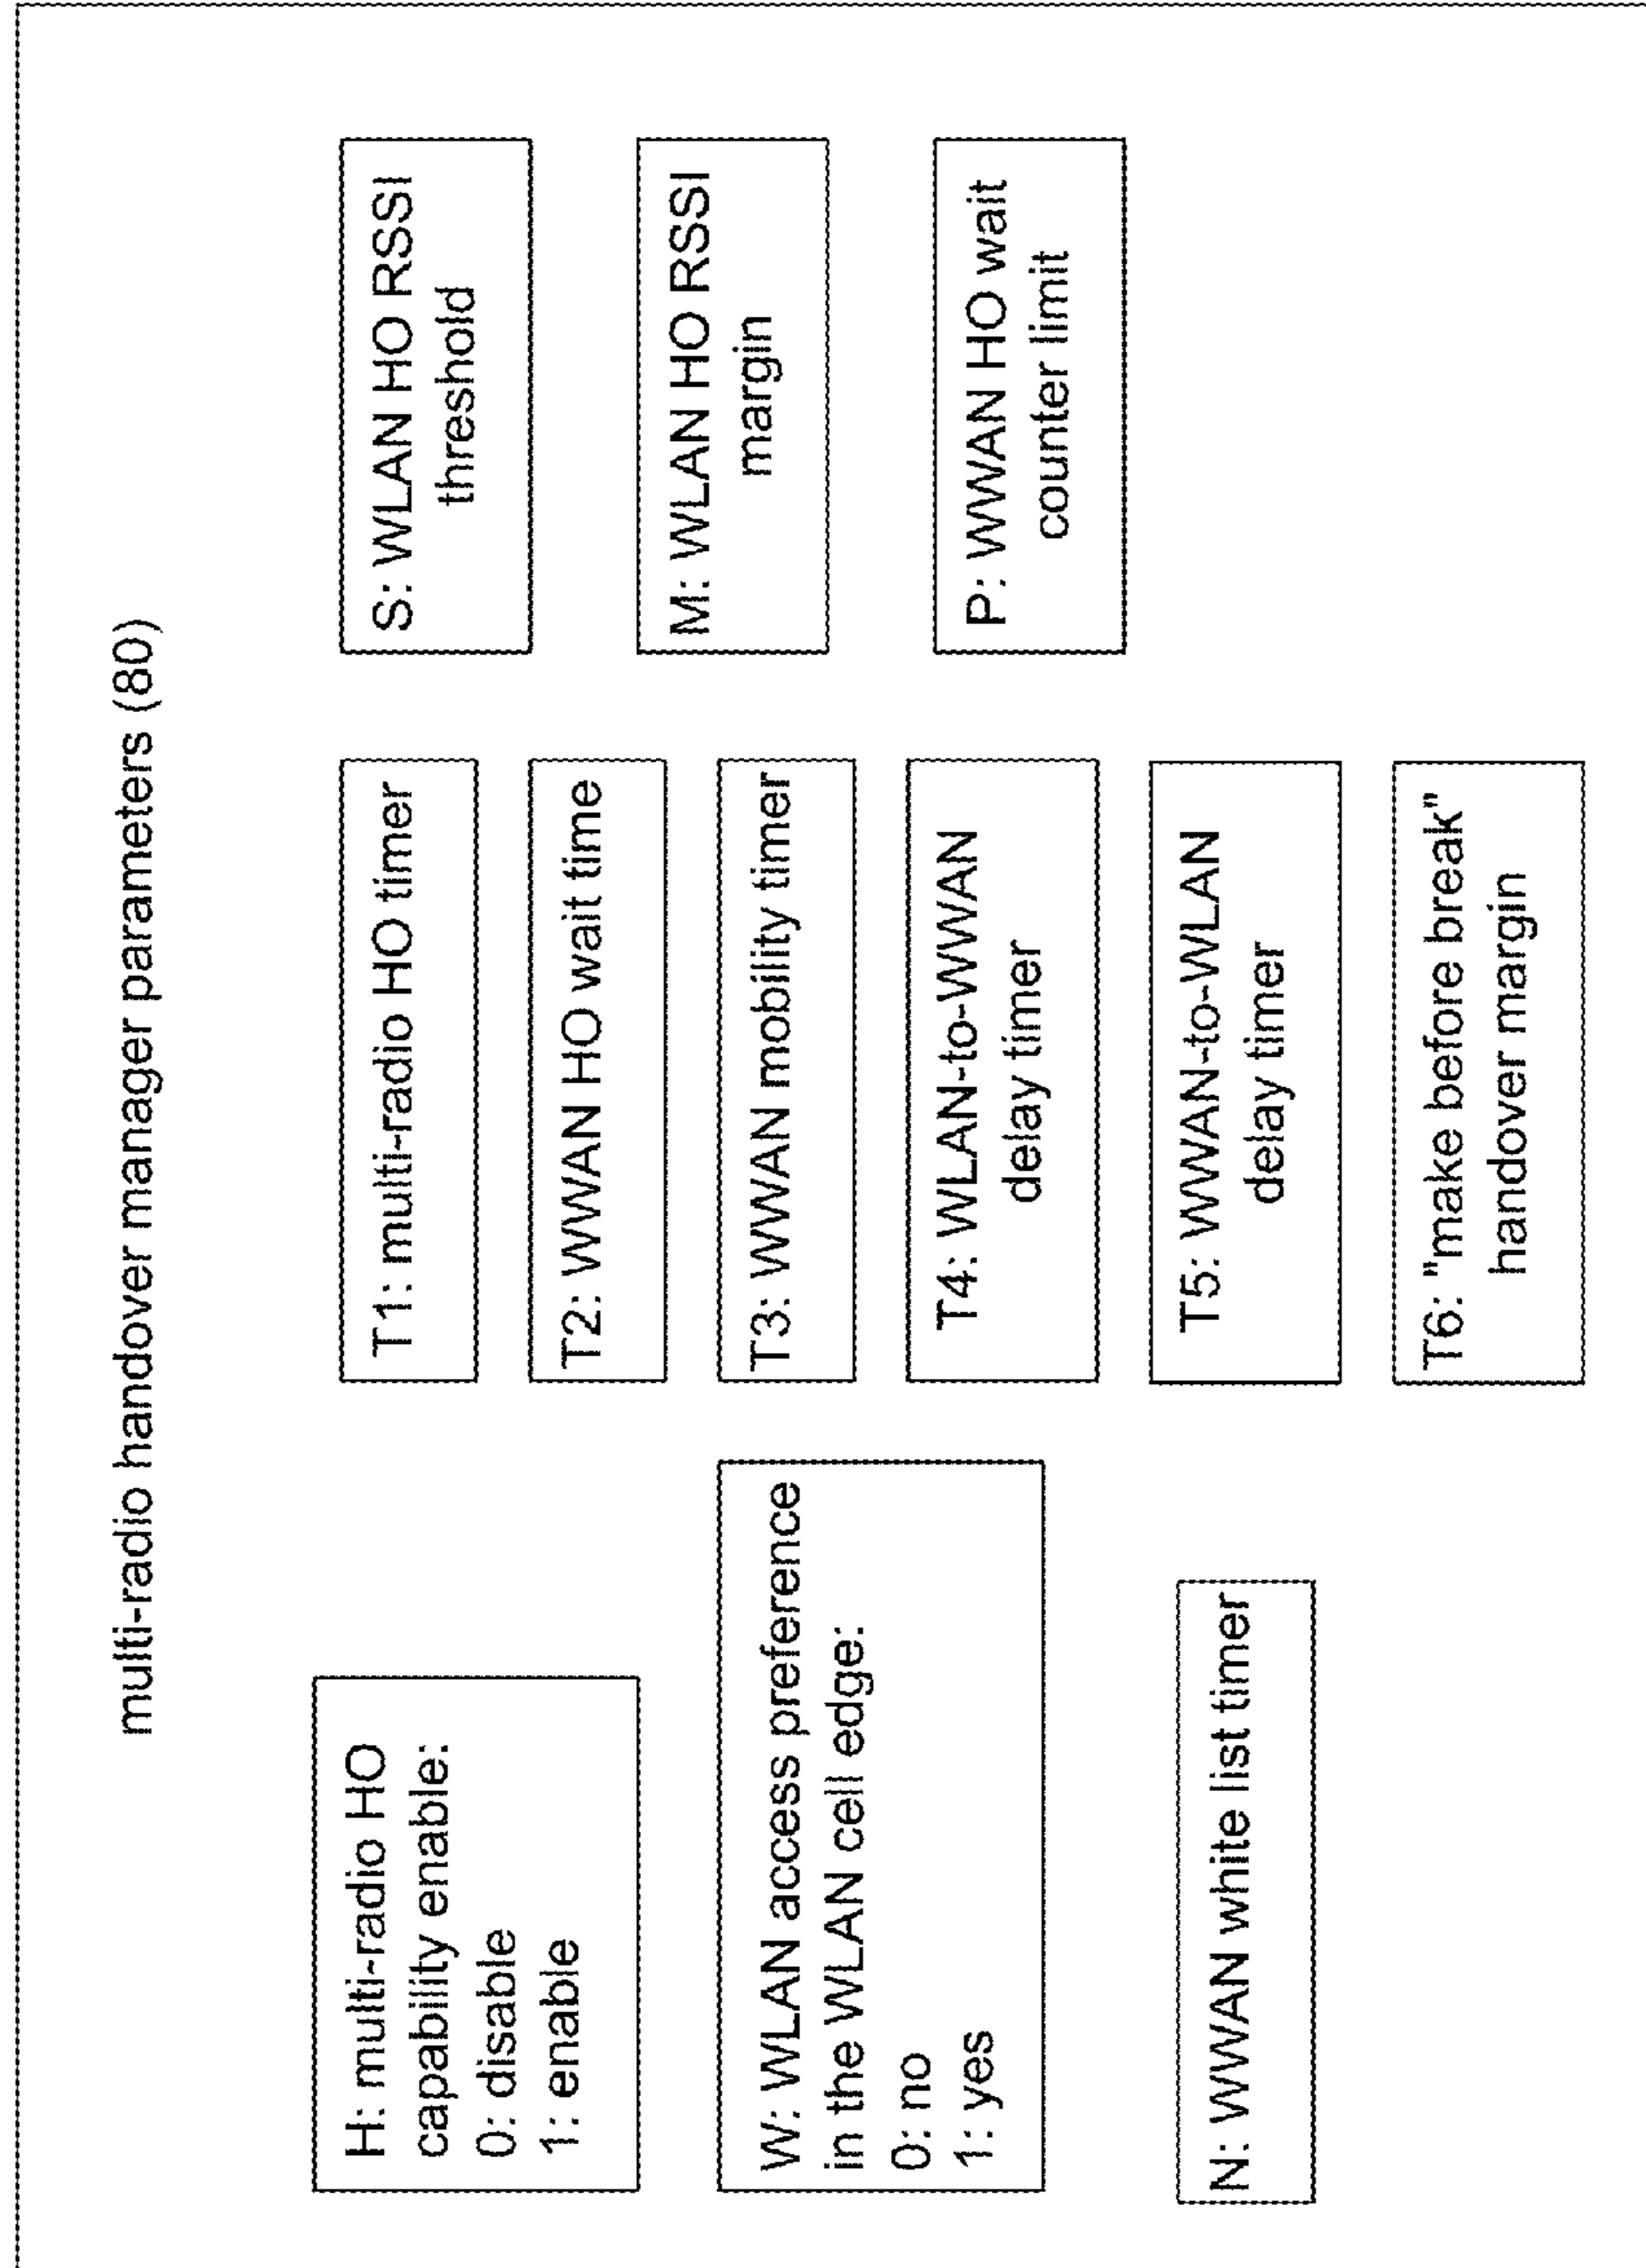 multi-radio handover manager parameters (80)
H: multi-radio HO
capability enable:
0: disable
1: enable
W: WLAN access preference
in the WLAN cell edge:
0: no
1: yes
N: WWAN white list timer
T1: multi-radio HO timer
T2: WWAN HO wait time
T3: WWAN mobility timer
T4: WLAN-to-WWAN
delay timer
T5: WWAN-to-WLAN
delay timer
T6: "make before break"
handover margin
S: WLAN HO RSSI
threshold
M: WLAN HO RSSI
margin
P: WWAN HO wait
counter limit